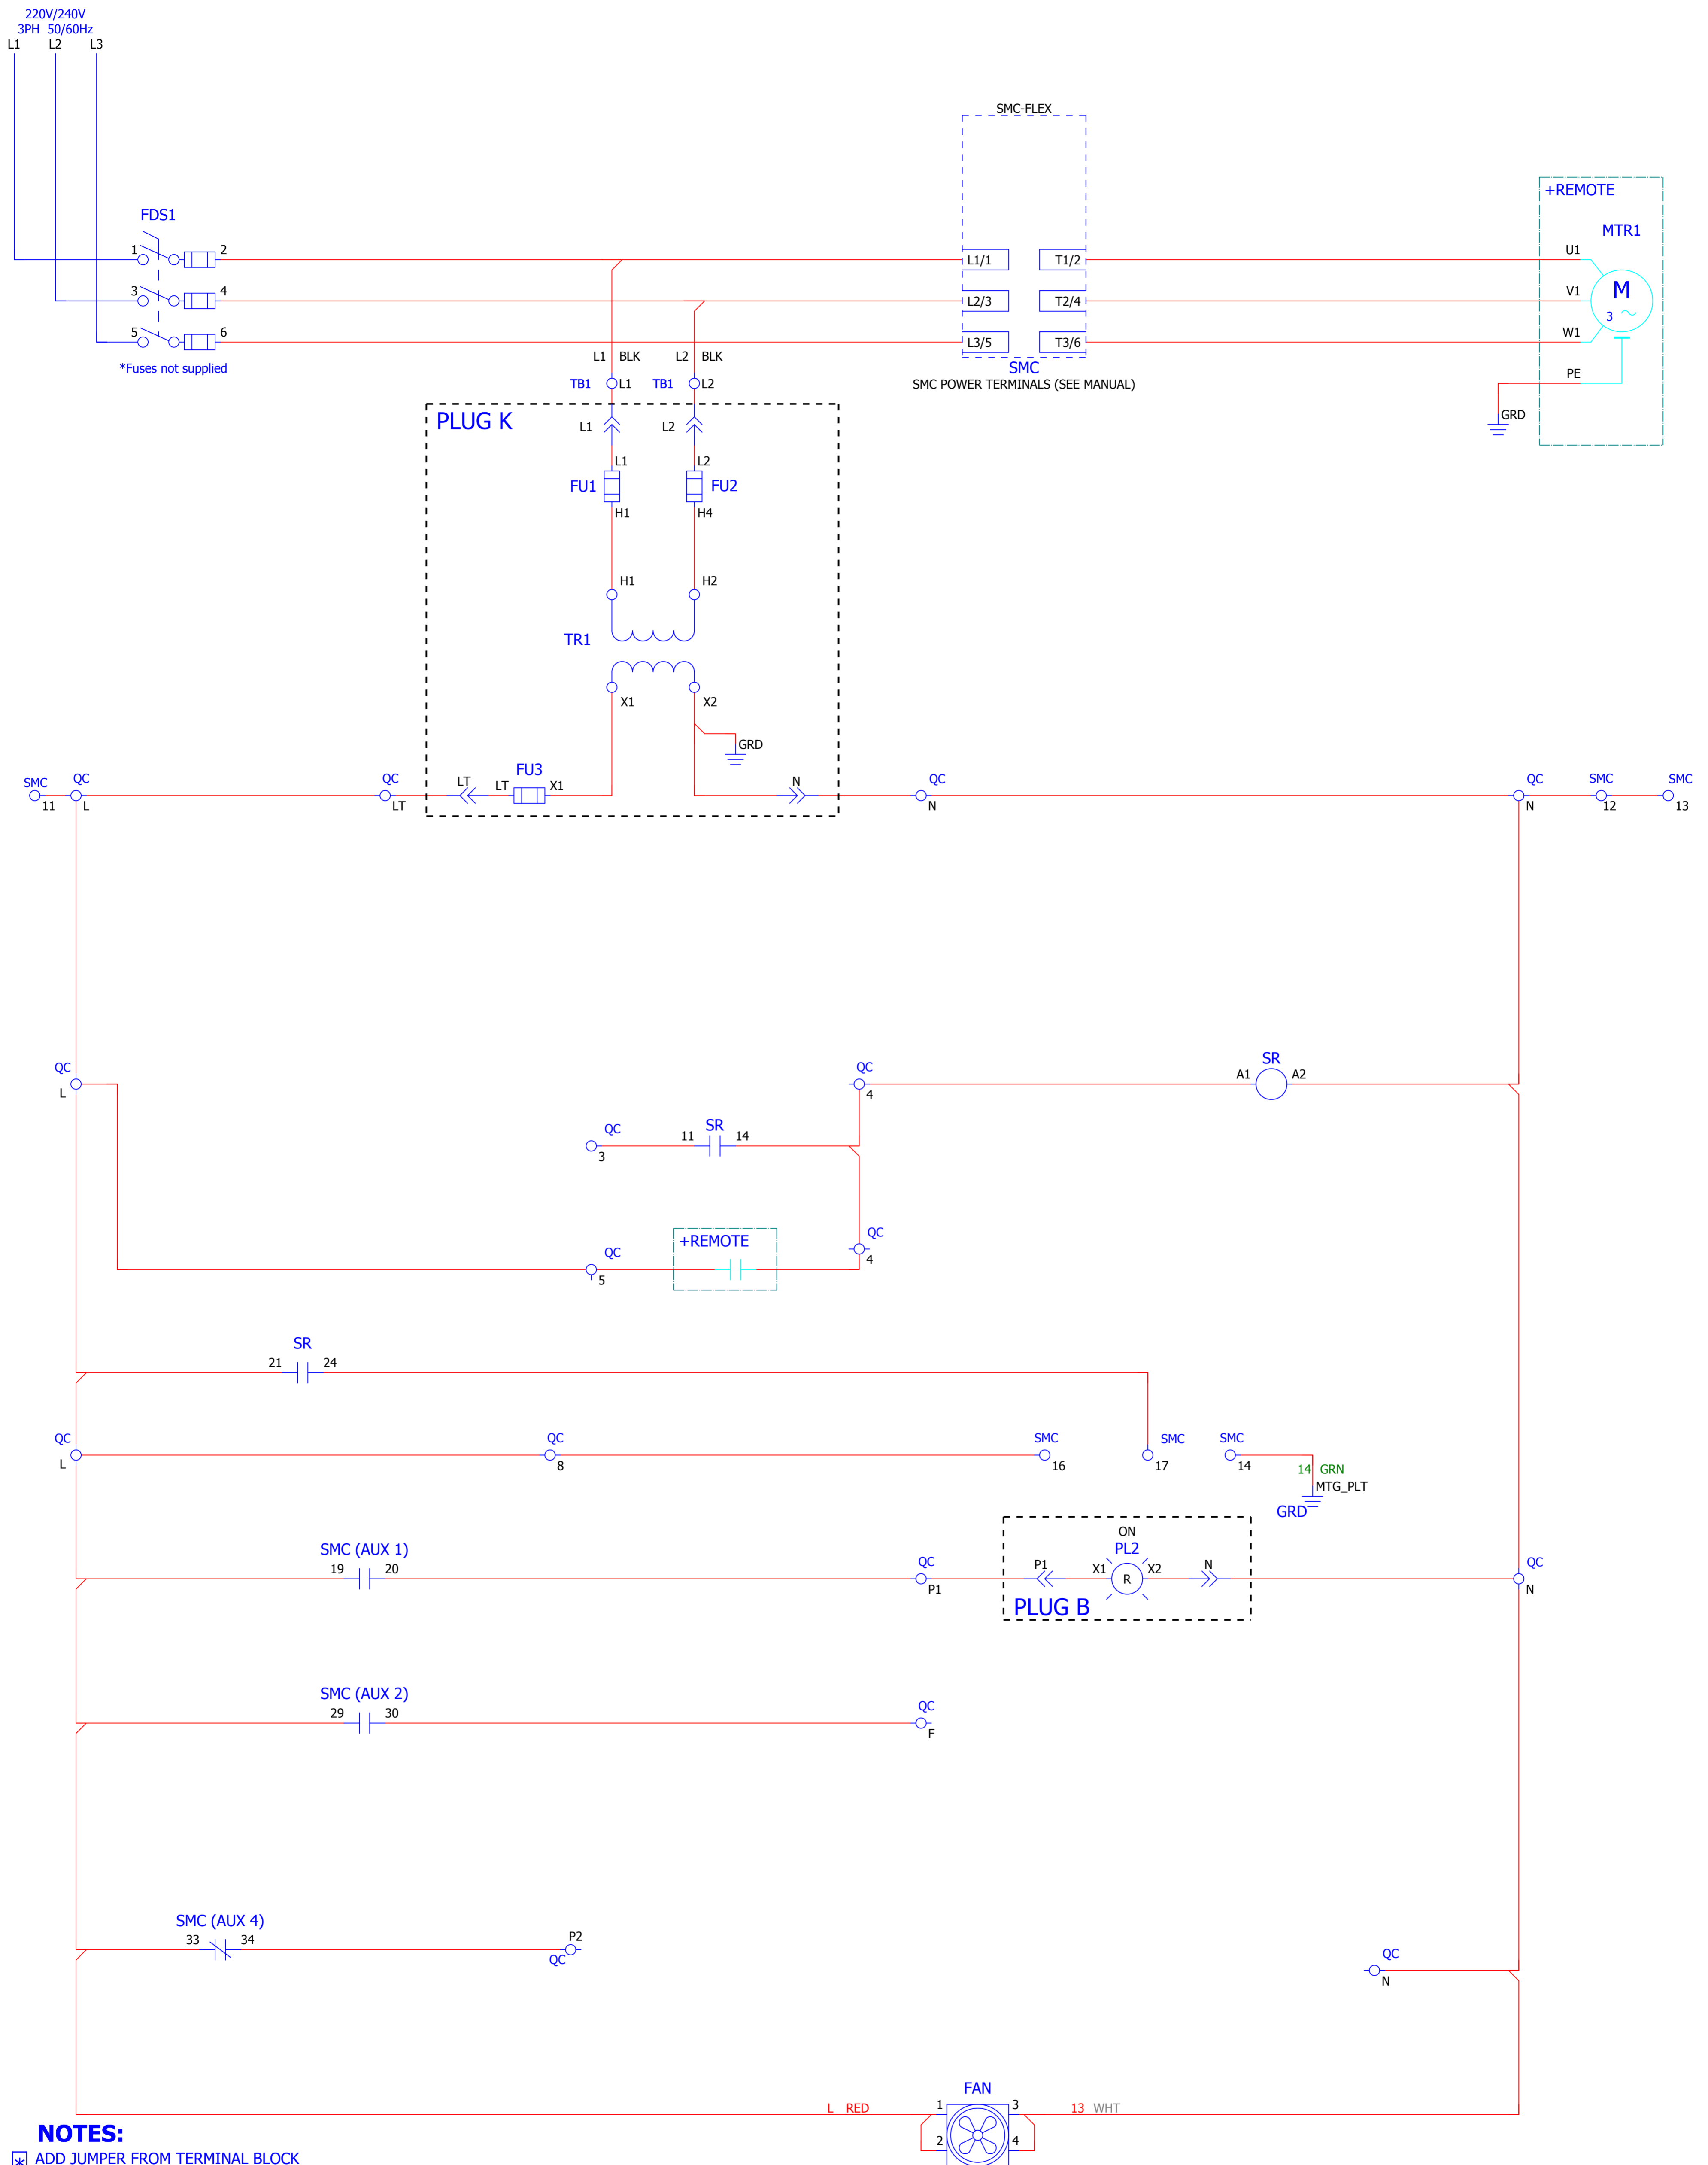 220V/240V
3PH 50/60Hz
L1 L2 L3
SMC-FLEX
+REMOTE
FDS1
MTR1
1 2 L1/1 T1/2 U1
M
3 4 L2/3 T2/4 V1
3
5 6 L3/5 T3/6 W1
L1 BLK L2 BLK
*Fuses not supplied
SMC
PE
TB1 L1 TB1 L2
SMC POWER TERMINALS (SEE MANUAL)
PLUG K
L1 L2
GRD
L1 L2
FU1 FU2
H1 H4
H1 H2
TR1
X1 X2
GRD
FU3
SMC QC QC LT LT X1 N QC QC SMC SMC
11 L LT N N 12 13
QC QC SR
A1 A2
L 4
QC SR
11 14
3
QC
+REMOTE
4
QC
5
SR
21 24
QC QC SMC SMC SMC
L 8 16 17 14
14 GRN
MTG_PLT
GRD
ON
SMC (AUX 1) PL2
19 20 QC P1 X1 X2 N QC
R
P1 N
PLUG B
SMC (AUX 2)
29 30 QC
F
SMC (AUX 4)
33 34 P2
QC
QC
N
FAN
L RED 1 3 13 WHT
2 4
NOTES:
* ADD JUMPER FROM TERMINAL BLOCK